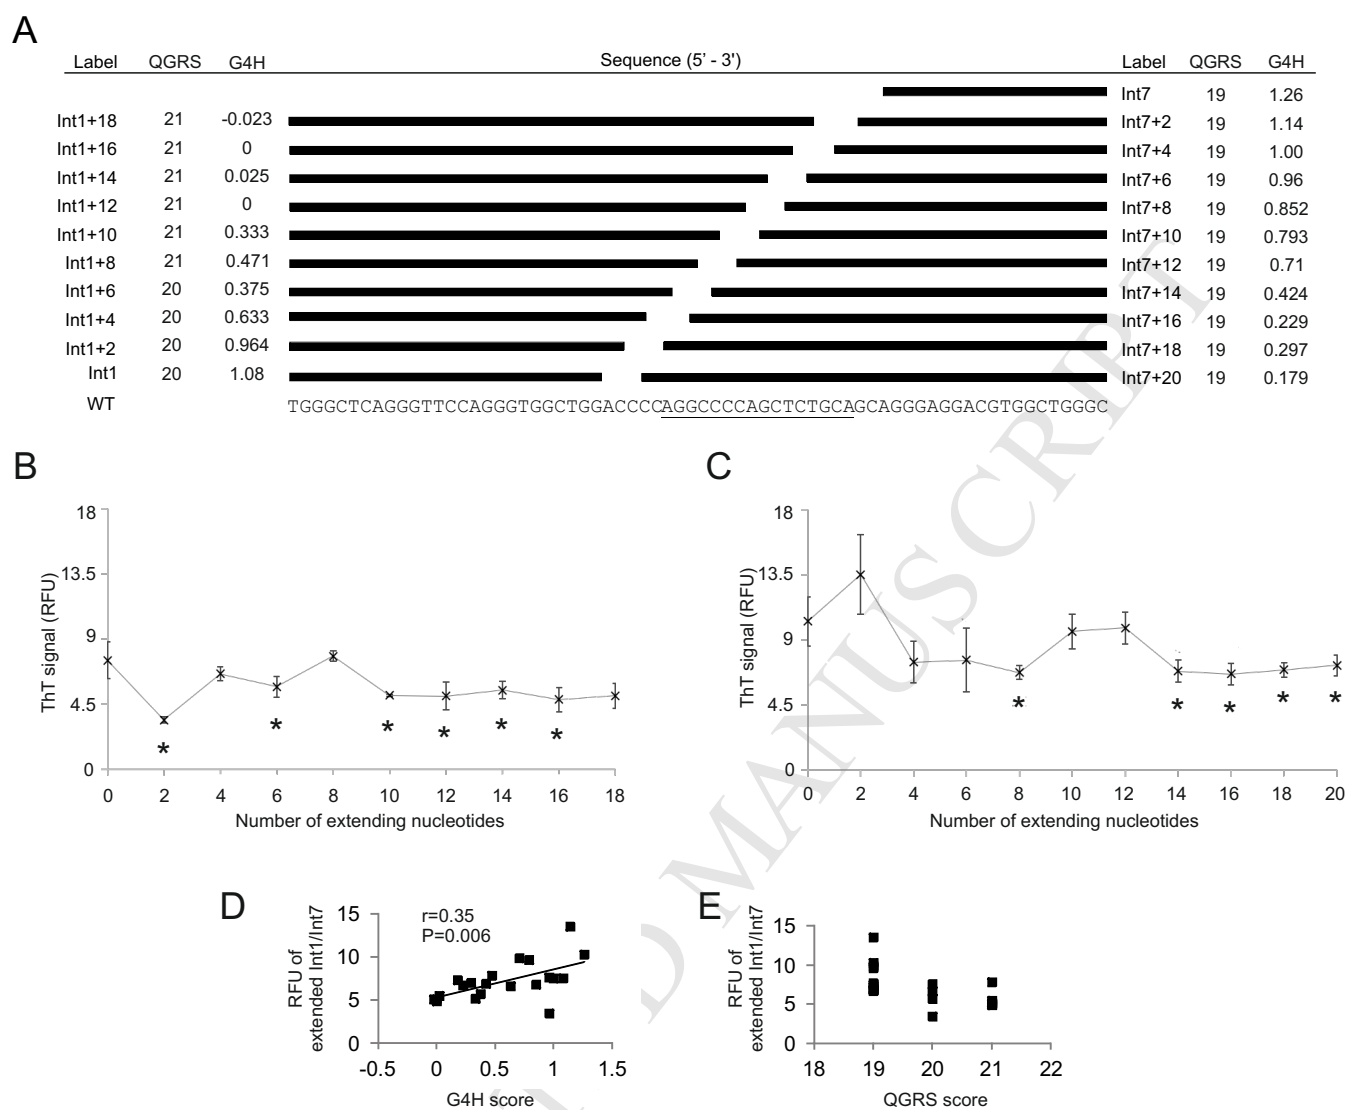 A
Label QGRS G4H Sequence (5' - 3') Label QGRS G4H
Int7 19 1.26
Int1+18 21 -0.023 Int7+2 19 1.14
Int1+16 21 0 Int7+4 19 1.00
Int1+14 21 0.025 Int7+6 19 0.96
Int1+12 21 0 Int7+8 19 0.852
Int1+10 21 0.333 Int7+10 19 0.793
Int1+8 21 0.471 Int7+12 19 0.71
Int1+6 20 0.375 Int7+14 19 0.424
Int1+4 20 0.633 Int7+16 19 0.229
Int1+2 20 0.964 Int7+18 19 0.297
Int1 20 1.08 Int7+20 19 0.179
WT TGGGCTCAGGGTTCCAGGGTGGCTGGACCCCAGGCCCCAGCTCTGCAGCAGGGAGGACGTGGCTGGGC
B
18
13.5
9
4.5
0
ThT signal (RFU)
* * * * * *
0 2 4 6 8 10 12 14 16 18
Number of extending nucleotides
C
18
13.5
9
4.5
0
ThT signal (RFU)
* * * * *
0 2 4 6 8 10 12 14 16 18 20
Number of extending nucleotides
D
r=0.35
P=0.006
15
10
5
0
RFU of
extended Int1/Int7
-0.5 0 0.5 1 1.5
G4H score
E
15
10
5
0
RFU of
extended Int1/Int7
18 19 20 21 22
QGRS score
D MANUSCRIPT